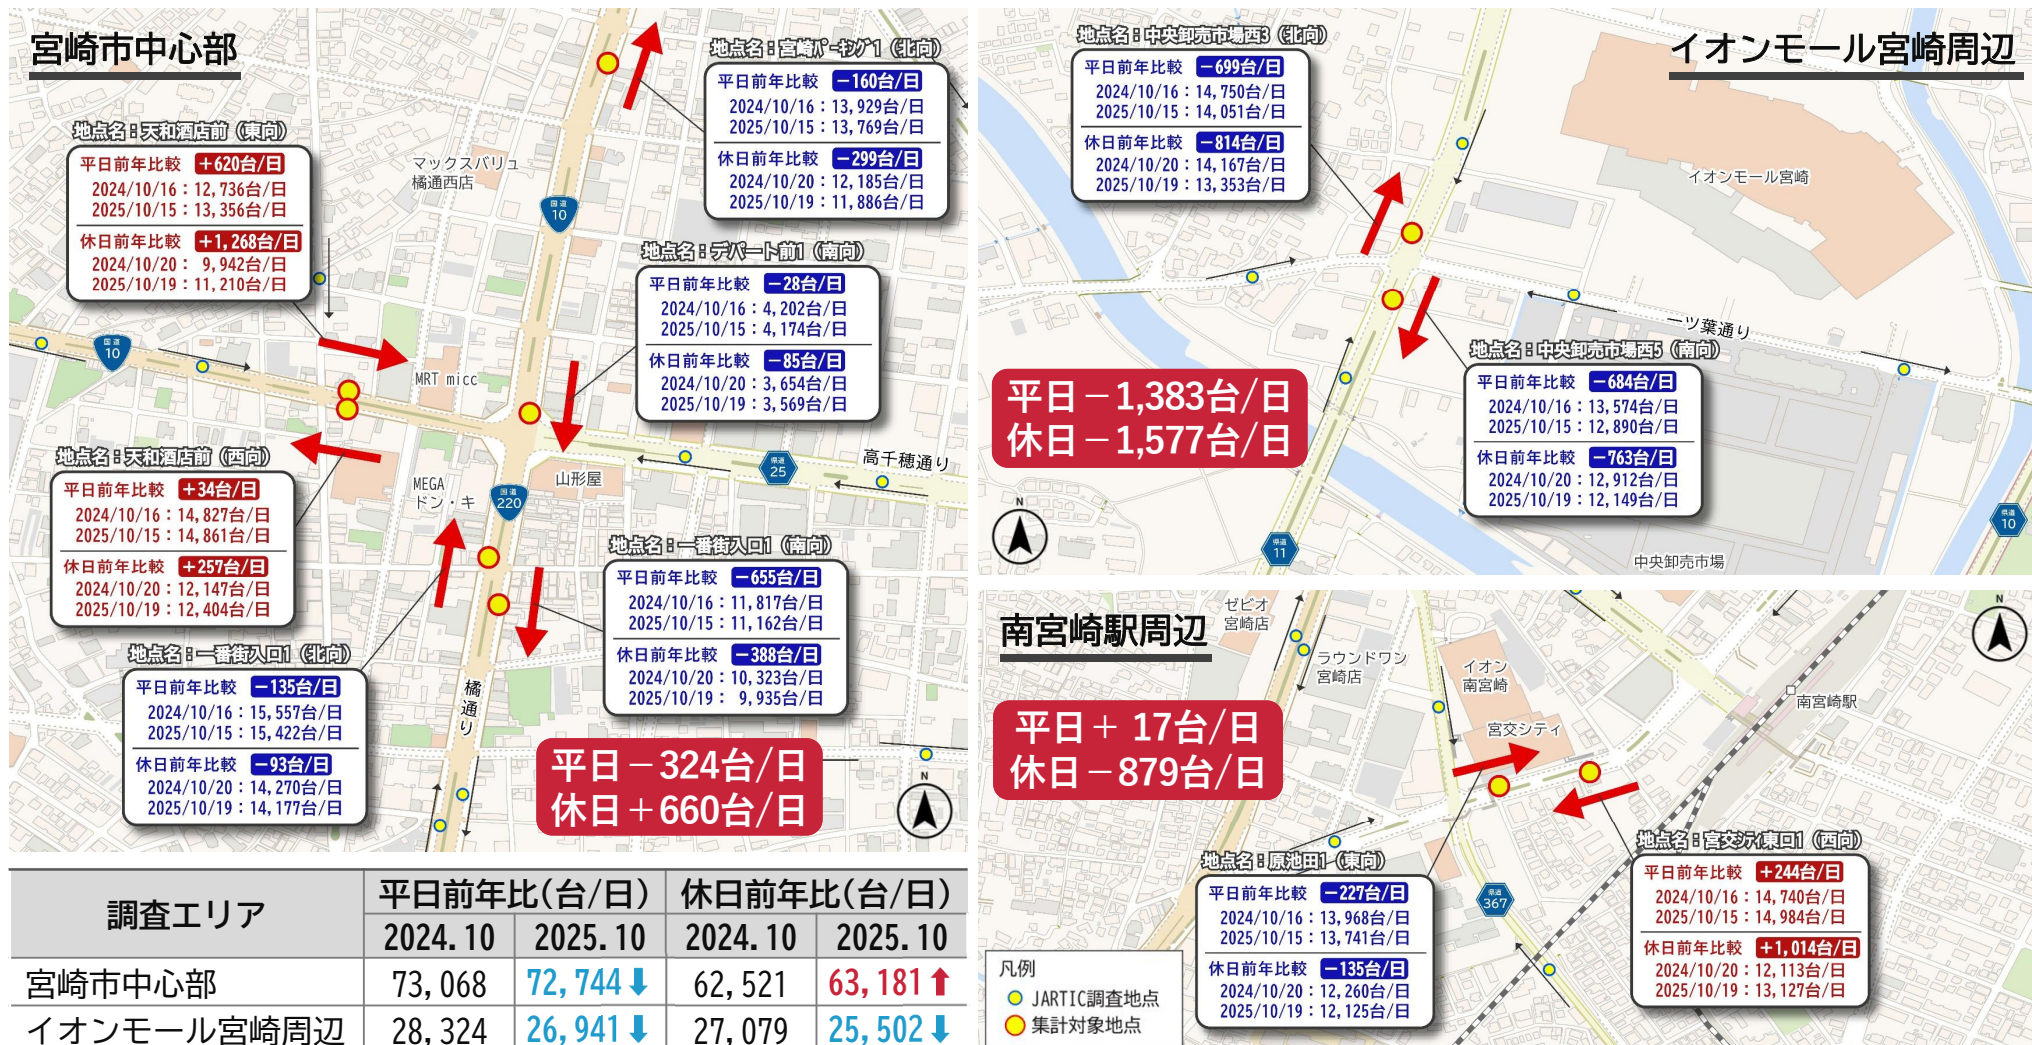 宮崎市中心部
地点名：宮崎パーキング1（北向）
平日前年比較 －160台/日
2024/10/16：13,929台/日
2025/10/15：13,769台/日
休日前年比較 －299台/日
2024/10/20：12,185台/日
2025/10/19：11,886台/日
地点名：天和酒店前（東向）
平日前年比較 ＋620台/日
2024/10/16：12,736台/日
2025/10/15：13,356台/日
休日前年比較 ＋1,268台/日
2024/10/20： 9,942台/日
2025/10/19：11,210台/日
マックスバリュ
橘通西店
国道
10
地点名：デパート前1（南向）
平日前年比較 －28台/日
2024/10/16：4,202台/日
2025/10/15：4,174台/日
休日前年比較 －85台/日
2024/10/20：3,654台/日
2025/10/19：3,569台/日
国道
10
MRT micc
地点名：天和酒店前（西向）
平日前年比較 ＋34台/日
2024/10/16：14,827台/日
2025/10/15：14,861台/日
休日前年比較 ＋257台/日
2024/10/20：12,147台/日
2025/10/19：12,404台/日
MEGA
ドン・キ
国道
220
山形屋
県道
25
高千穂通り
地点名：一番街入口1（南向）
平日前年比較 －655台/日
2024/10/16：11,817台/日
2025/10/15：11,162台/日
休日前年比較 －388台/日
2024/10/20：10,323台/日
2025/10/19： 9,935台/日
地点名：一番街入口1（北向）
平日前年比較 －135台/日
2024/10/16：15,557台/日
2025/10/15：15,422台/日
休日前年比較 －93台/日
2024/10/20：14,270台/日
2025/10/19：14,177台/日
橘通り
平日－324台/日
休日＋660台/日
N
調査エリア 平日前年比(台/日) 休日前年比(台/日)
2024.10 2025.10 2024.10 2025.10
宮崎市中心部 73,068 72,744⬇ 62,521 63,181⬆
イオンモール宮崎周辺 28,324 26,941⬇ 27,079 25,502⬇
イオンモール宮崎周辺
地点名：中央卸売市場西3（北向）
平日前年比較 －699台/日
2024/10/16：14,750台/日
2025/10/15：14,051台/日
休日前年比較 －814台/日
2024/10/20：14,167台/日
2025/10/19：13,353台/日
イオンモール宮崎
一ツ葉通り
地点名：中央卸売市場西5（南向）
平日前年比較 －684台/日
2024/10/16：13,574台/日
2025/10/15：12,890台/日
休日前年比較 －763台/日
2024/10/20：12,912台/日
2025/10/19：12,149台/日
平日－1,383台/日
休日－1,577台/日
N
県道
11
県道
10
中央卸売市場
南宮崎駅周辺
ゼビオ
宮崎店
ラウンドワン
宮崎店
イオン
南宮崎
宮交シティ
南宮崎駅
N
平日＋ 17台/日
休日－879台/日
地点名：原池田1（東向）
平日前年比較 －227台/日
2024/10/16：13,968台/日
2025/10/15：13,741台/日
休日前年比較 －135台/日
2024/10/20：12,260台/日
2025/10/19：12,125台/日
県道
367
地点名：宮交シティ東口1（西向）
平日前年比較 ＋244台/日
2024/10/16：14,740台/日
2025/10/15：14,984台/日
休日前年比較 ＋1,014台/日
2024/10/20：12,113台/日
2025/10/19：13,127台/日
凡例
JARTIC調査地点
集計対象地点